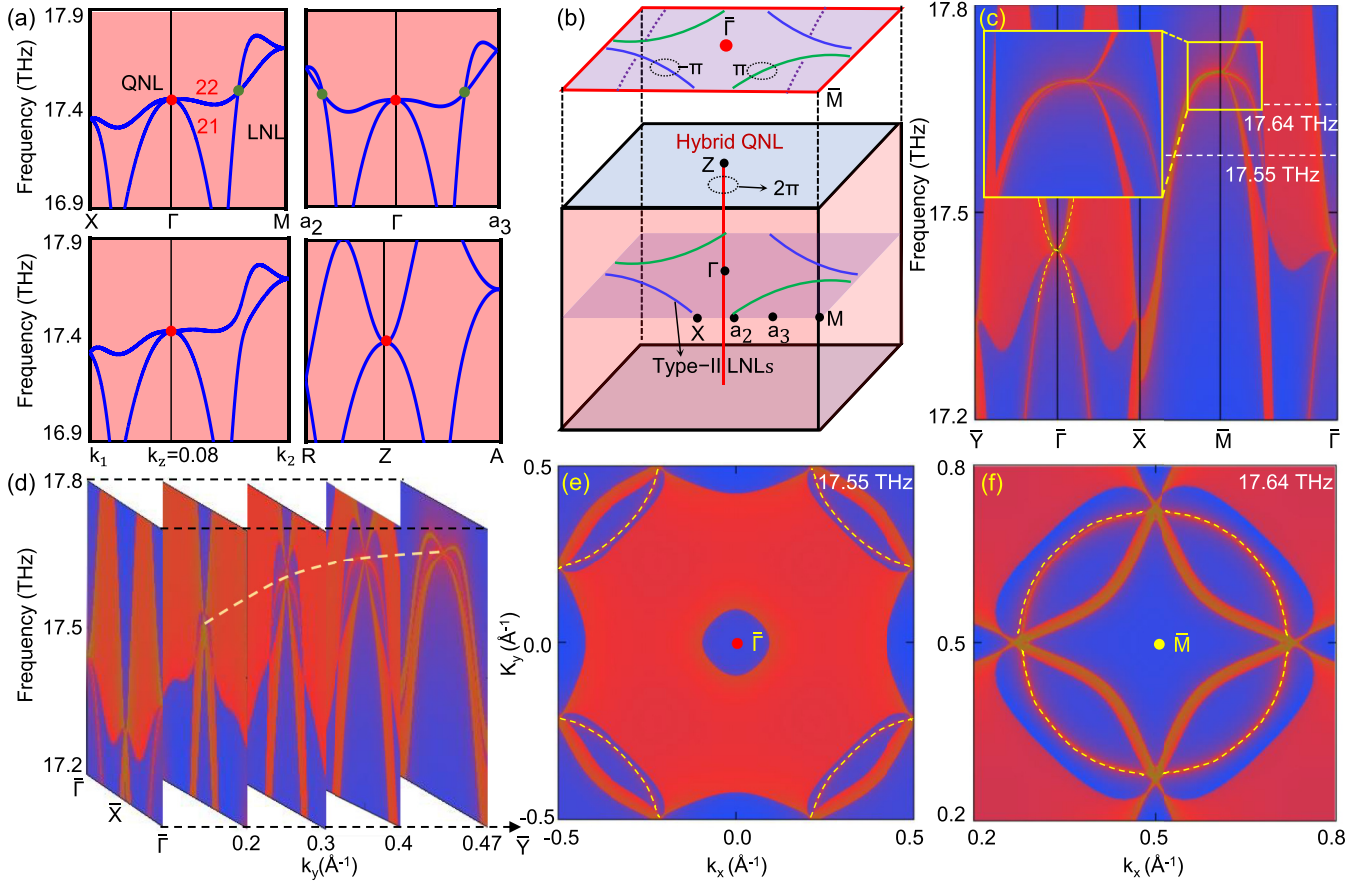 (a)
17.9
17.4
16.9
Frequency (THz)
QNL
22
21
LNL
X
Γ
M
a2
Γ
a3
17.9
17.4
16.9
Frequency (THz)
k1
kz=0.08
k2
R
Z
A
(b)
Γ̅
−π
π
M̅
Hybrid QNL
Z
2π
Γ
X
a2
a3
M
Type−II LNLs
(c)
17.8
17.5
17.2
Frequency (THz)
17.64 THz
17.55 THz
Y̅
Γ̅
X̅
M̅
Γ̅
(d)
17.8
17.5
17.2
Frequency (THz)
Γ̅
X̅
Γ̅
0.2
0.3
0.4
0.47
Y̅
ky(Å⁻¹)
(e)
17.55 THz
0.5
0.0
-0.5
Ky(Å⁻¹)
Γ̅
-0.5
0.0
0.5
kx(Å⁻¹)
(f)
17.64 THz
0.8
0.5
0.2
M̅
0.2
0.5
0.8
kx(Å⁻¹)